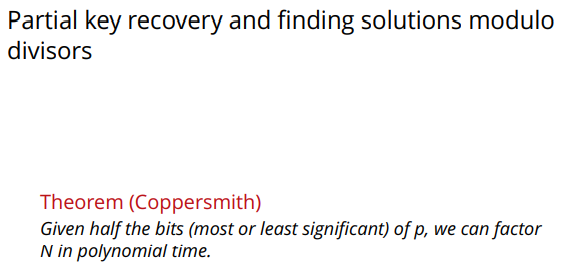 Partial key recovery and finding solutions modulo
divisors
Theorem (Coppersmith)
Given half the bits (most or least significant) of p, we can factor
N in polynomial time.